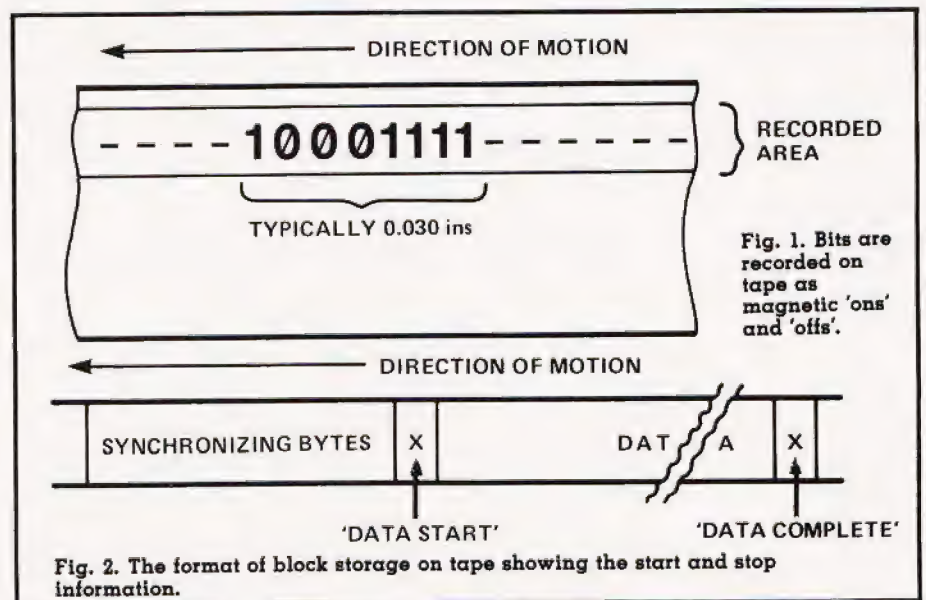 DIRECTION OF MOTION
- - - - 10001111 - - - - - -
RECORDED
AREA
TYPICALLY 0.030 ins
Fig. 1. Bits are
recorded on
tape as
magnetic 'ons'
and 'offs'.
DIRECTION OF MOTION
SYNCHRONIZING BYTES X DAT A X
'DATA START' 'DATA COMPLETE'
Fig. 2. The format of block storage on tape showing the start and stop
information.